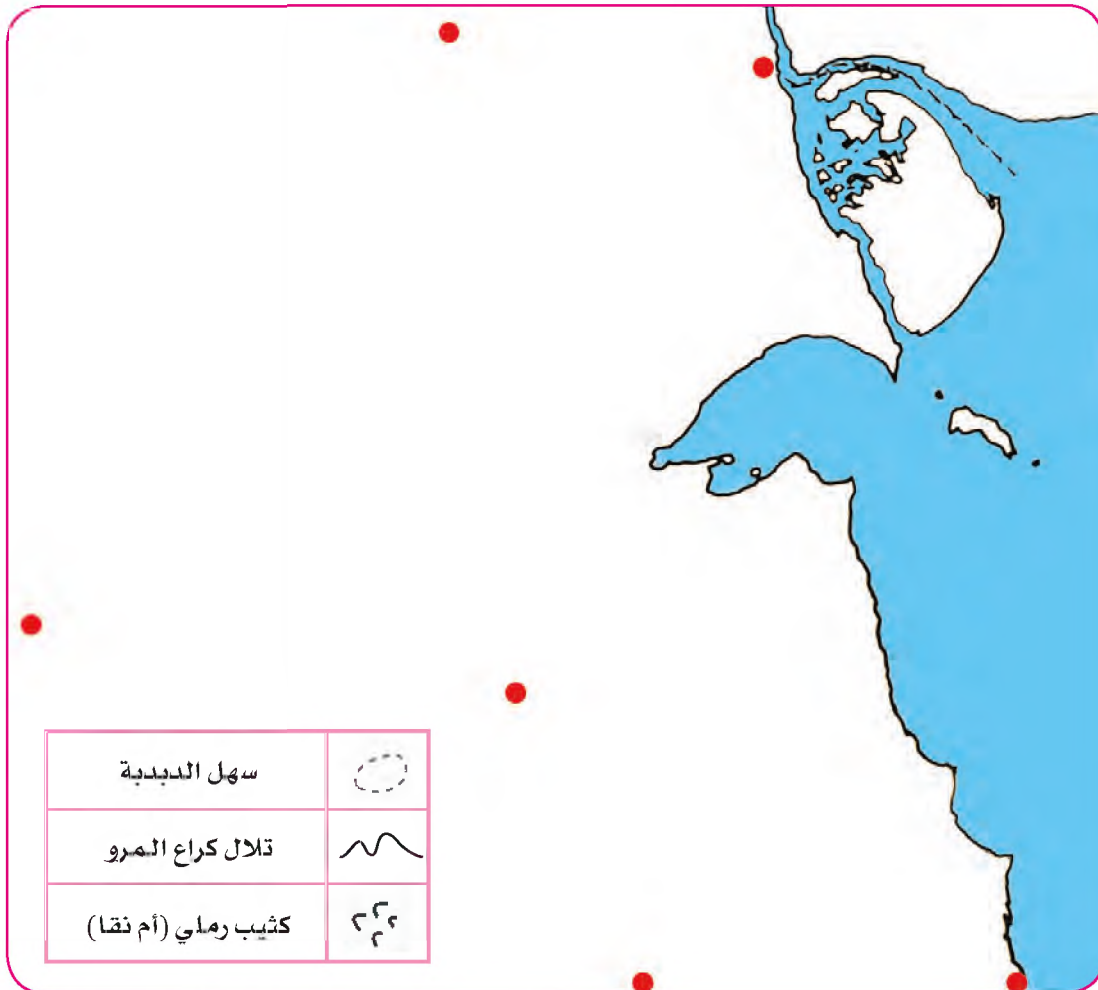 سهل الدبدبة
تلال كراع المرو
كثيب رملي (أم نقا)